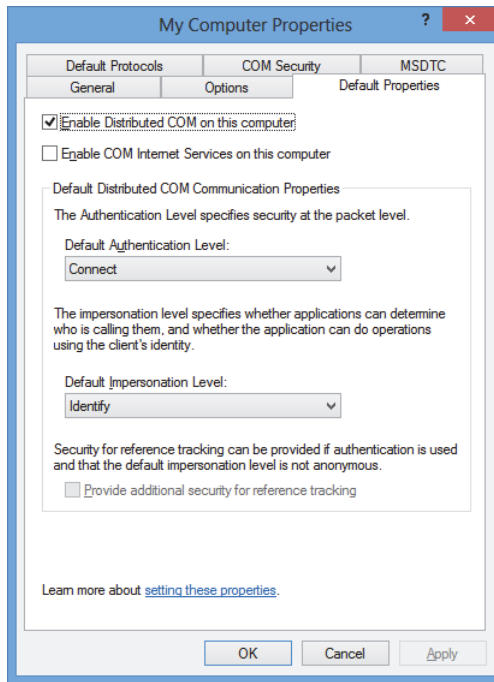 My Computer Properties
?
Default Protocols
COM Security
MSDTC
General
Options
Default Properties
Enable Distributed COM on this computer
Enable COM Internet Services on this computer
Default Distributed COM Communication Properties
The Authentication Level specifies security at the packet level.
Default Authentication Level:
Connect
The impersonation level specifies whether applications can determine
who is calling them, and whether the application can do operations
using the client's identity.
Default Impersonation Level:
Identify
Security for reference tracking can be provided if authentication is used
and that the default impersonation level is not anonymous.
Provide additional security for reference tracking
Learn more about setting these properties.
OK
Cancel
Apply